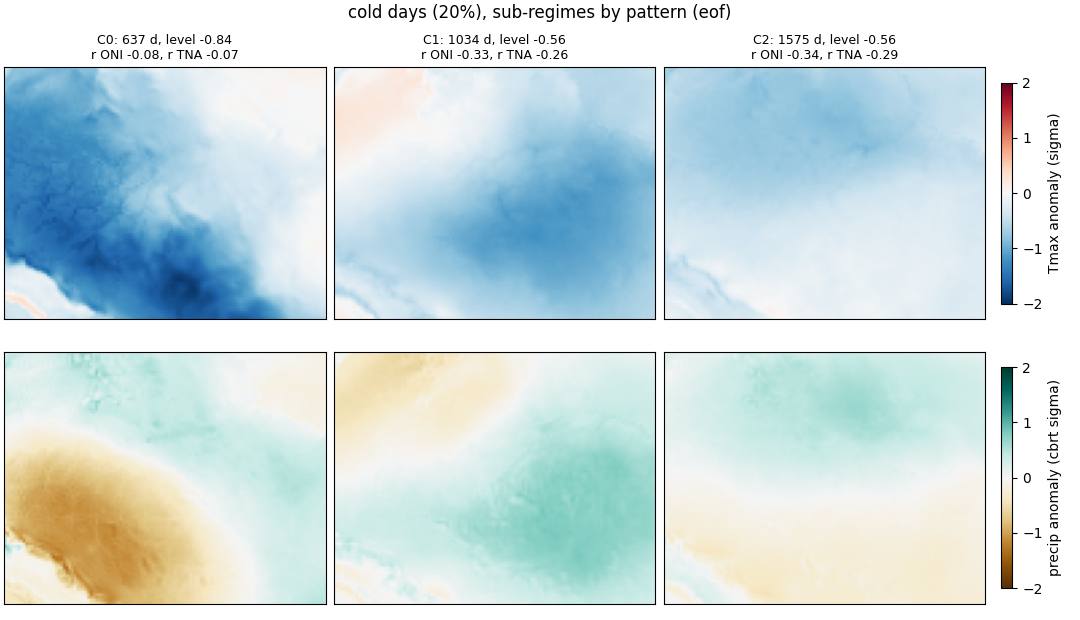 cold days (20%), sub-regimes by pattern (eof)
C0: 637 d, level -0.84
r ONI -0.08, r TNA -0.07
C1: 1034 d, level -0.56
r ONI -0.33, r TNA -0.26
C2: 1575 d, level -0.56
r ONI -0.34, r TNA -0.29
2
1
0
−1
−2
Tmax anomaly (sigma)
2
1
0
−1
−2
precip anomaly (cbrt sigma)